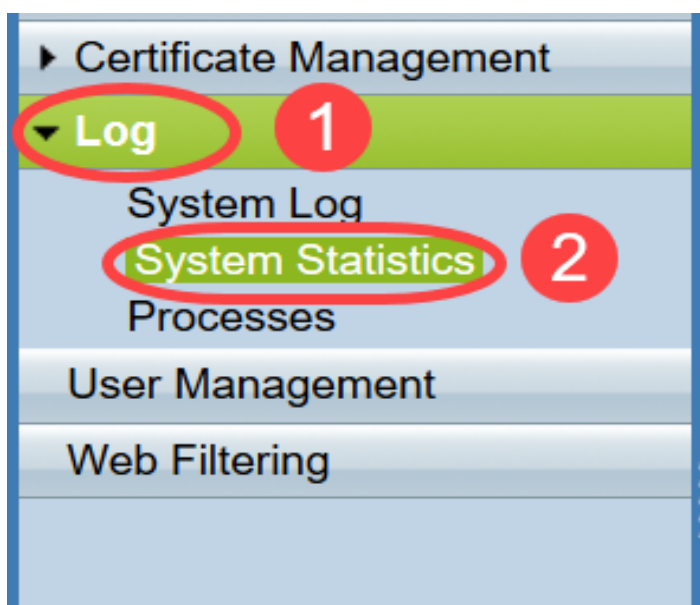 Certificate Management
Log 1
System Log
System Statistics 2
Processes
User Management
Web Filtering